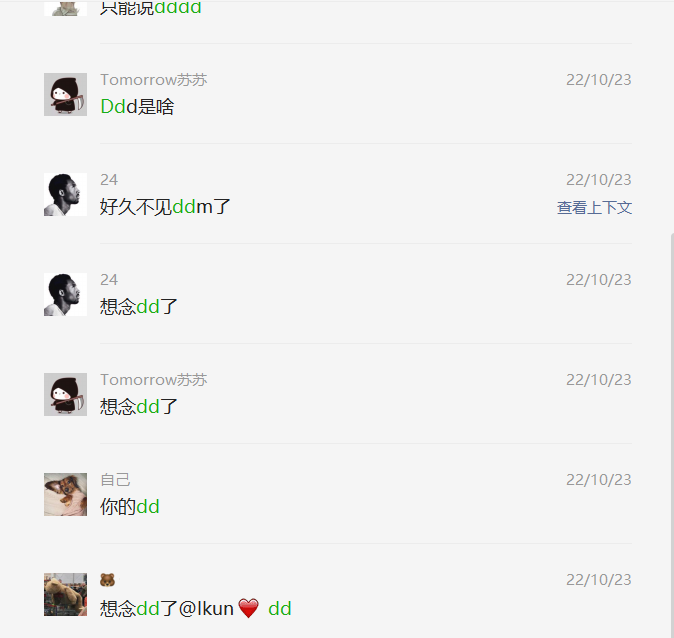 只能说dddd
Tomorrow苏苏 22/10/23
Ddd是啥
24 22/10/23
好久不见ddm了 查看上下文
24 22/10/23
想念dd了
Tomorrow苏苏 22/10/23
想念dd了
自己 22/10/23
你的dd
🐻 22/10/23
想念dd了@lkun❤️ dd